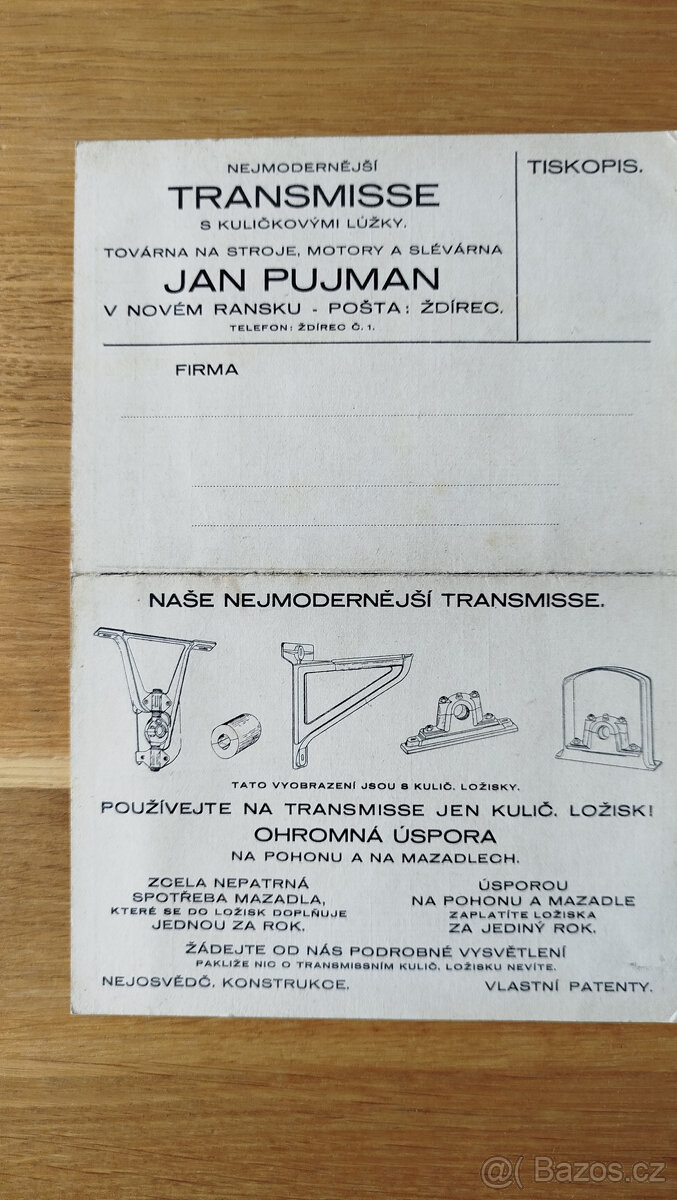 NEJMODERNĚJŠÍ
TRANSMISSE
S KULIČKOVÝMI LŮŽKY.
TOVÁRNA NA STROJE, MOTORY A SLÉVÁRNA
JAN PUJMAN
V NOVÉM RANSKU - POŠTA: ŽDÍREC.
TELEFON: ŽDÍREC Č. 1.
TISKOPIS.
FIRMA
NAŠE NEJMODERNĚJŠÍ TRANSMISSE.
TATO VYOBRAZENÍ JSOU S KULIČ. LOŽISKY.
POUŽÍVEJTE NA TRANSMISSE JEN KULIČ. LOŽISK!
OHROMNÁ ÚSPORA
NA POHONU A NA MAZADLECH.
ZCELA NEPATRNÁ
SPOTŘEBA MAZADLA,
KTERÉ SE DO LOŽISK DOPLŇUJE
JEDNOU ZA ROK.
ÚSPOROU
NA POHONU A MAZADLE
ZAPLATÍTE LOŽISKA
ZA JEDINÝ ROK.
ŽÁDEJTE OD NÁS PODROBNÉ VYSVĚTLENÍ
PAKLIŽE NIC O TRANSMISSNÍM KULIČ. LOŽISKU NEVÍTE.
NEJOSVĚDČ. KONSTRUKCE.
VLASTNÍ PATENTY.
@ Bazoš.cz